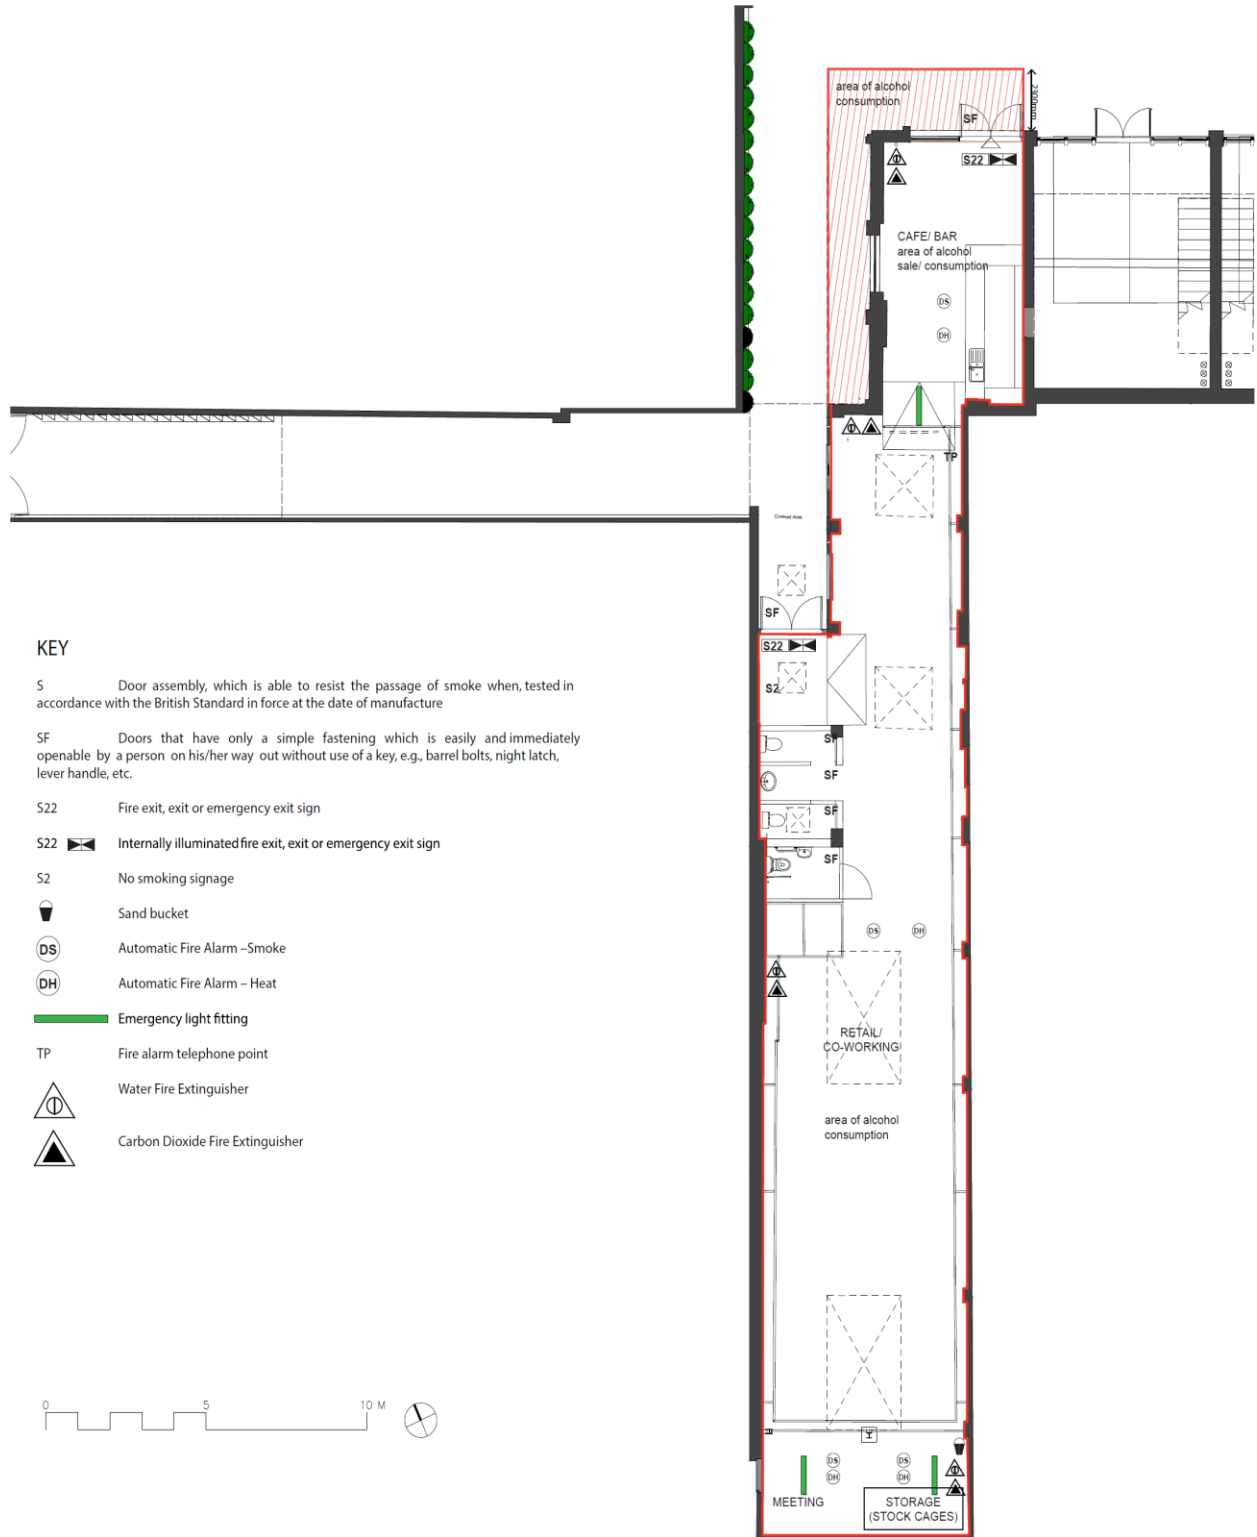 area of alcohol
consumption
2300mm
SF
S22
CAFE/ BAR
area of alcohol
sale/ consumption
DS
DH
TP
Comunal Area
SF
S22
S2
SF
SF
SF
SF
DS
DH
RETAIL/
CO-WORKING
area of alcohol
consumption
DS
DS
DH
DH
MEETING
STORAGE
(STOCK CAGES)
KEY
S Door assembly, which is able to resist the passage of smoke when, tested in
accordance with the British Standard in force at the date of manufacture
SF Doors that have only a simple fastening which is easily and immediately
openable by a person on his/her way out without use of a key, e.g., barrel bolts, night latch,
lever handle, etc.
S22 Fire exit, exit or emergency exit sign
S22 Internally illuminated fire exit, exit or emergency exit sign
S2 No smoking signage
Sand bucket
DS Automatic Fire Alarm –Smoke
DH Automatic Fire Alarm – Heat
Emergency light fitting
TP Fire alarm telephone point
Water Fire Extinguisher
Carbon Dioxide Fire Extinguisher
0 5 10 M